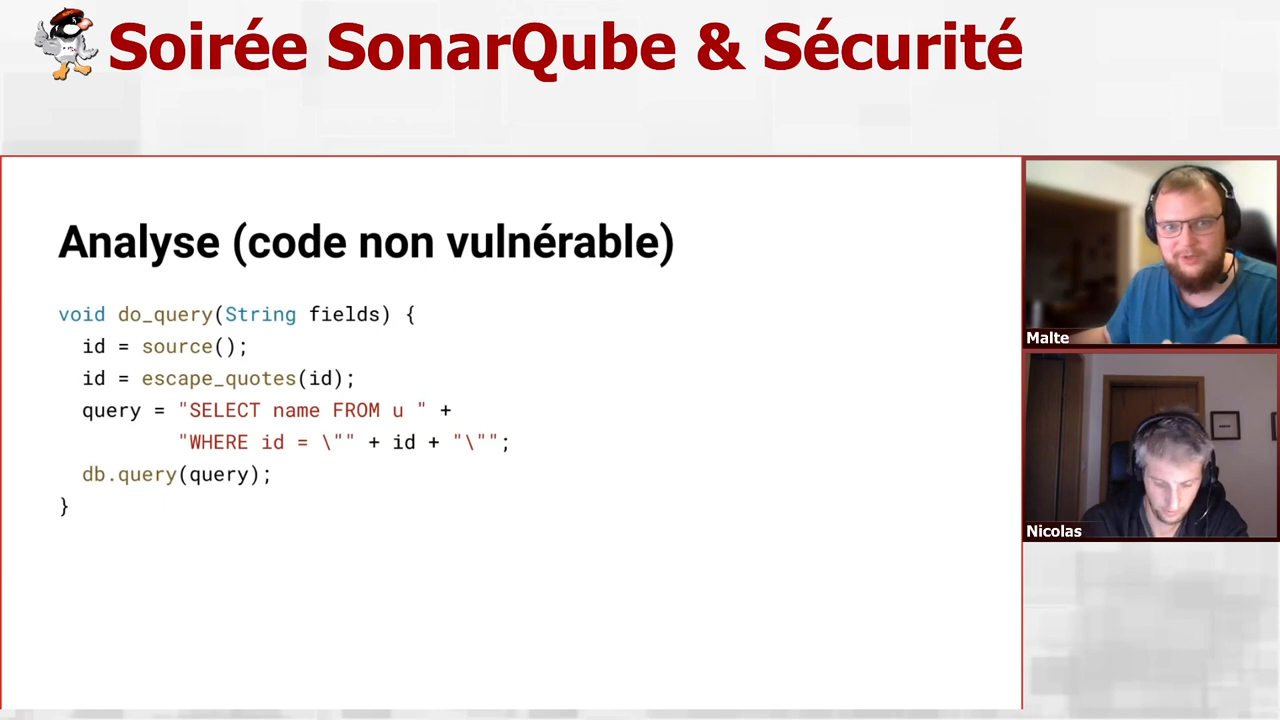 Soirée SonarQube & Sécurité
Analyse (code non vulnérable)
void do_query(String fields) {
id = source();
id = escape_quotes(id);
query = "SELECT name FROM u " +
"WHERE id = \"" + id + "\"";
db.query(query);
}
Malte
Nicolas